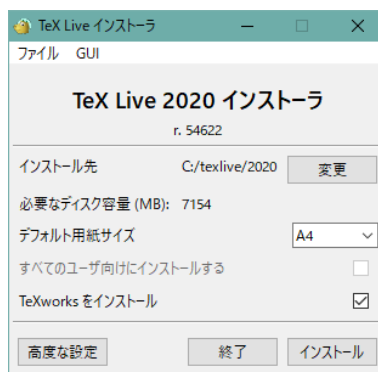 TeX Live インストーラ
ファイル GUI
TeX Live 2020 インストーラ
r. 54622
インストール先 C:/texlive/2020 変更
必要なディスク容量 (MB): 7154
デフォルト用紙サイズ A4
すべてのユーザ向けにインストールする
TeXworks をインストール
高度な設定 終了 インストール